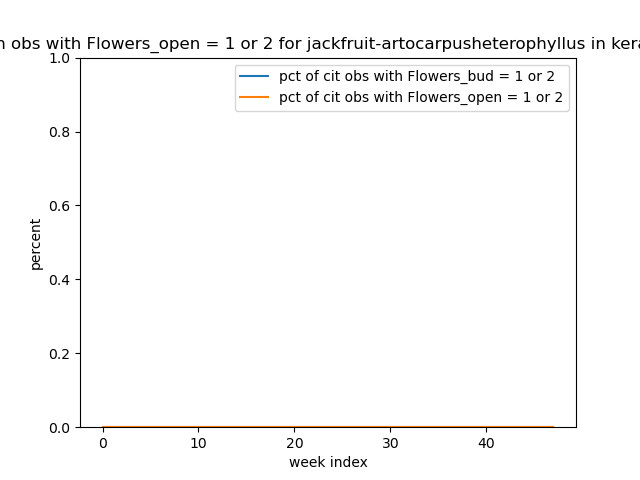 obs with Flowers_open = 1 or 2 for jackfruit-artocarpusheterophyllus in
pct of cit obs with Flowers_bud = 1 or 2
pct of cit obs with Flowers_open = 1 or 2
1.0
0.8
0.6
0.4
0.2
0.0
percent
0 10 20 30 40
week index